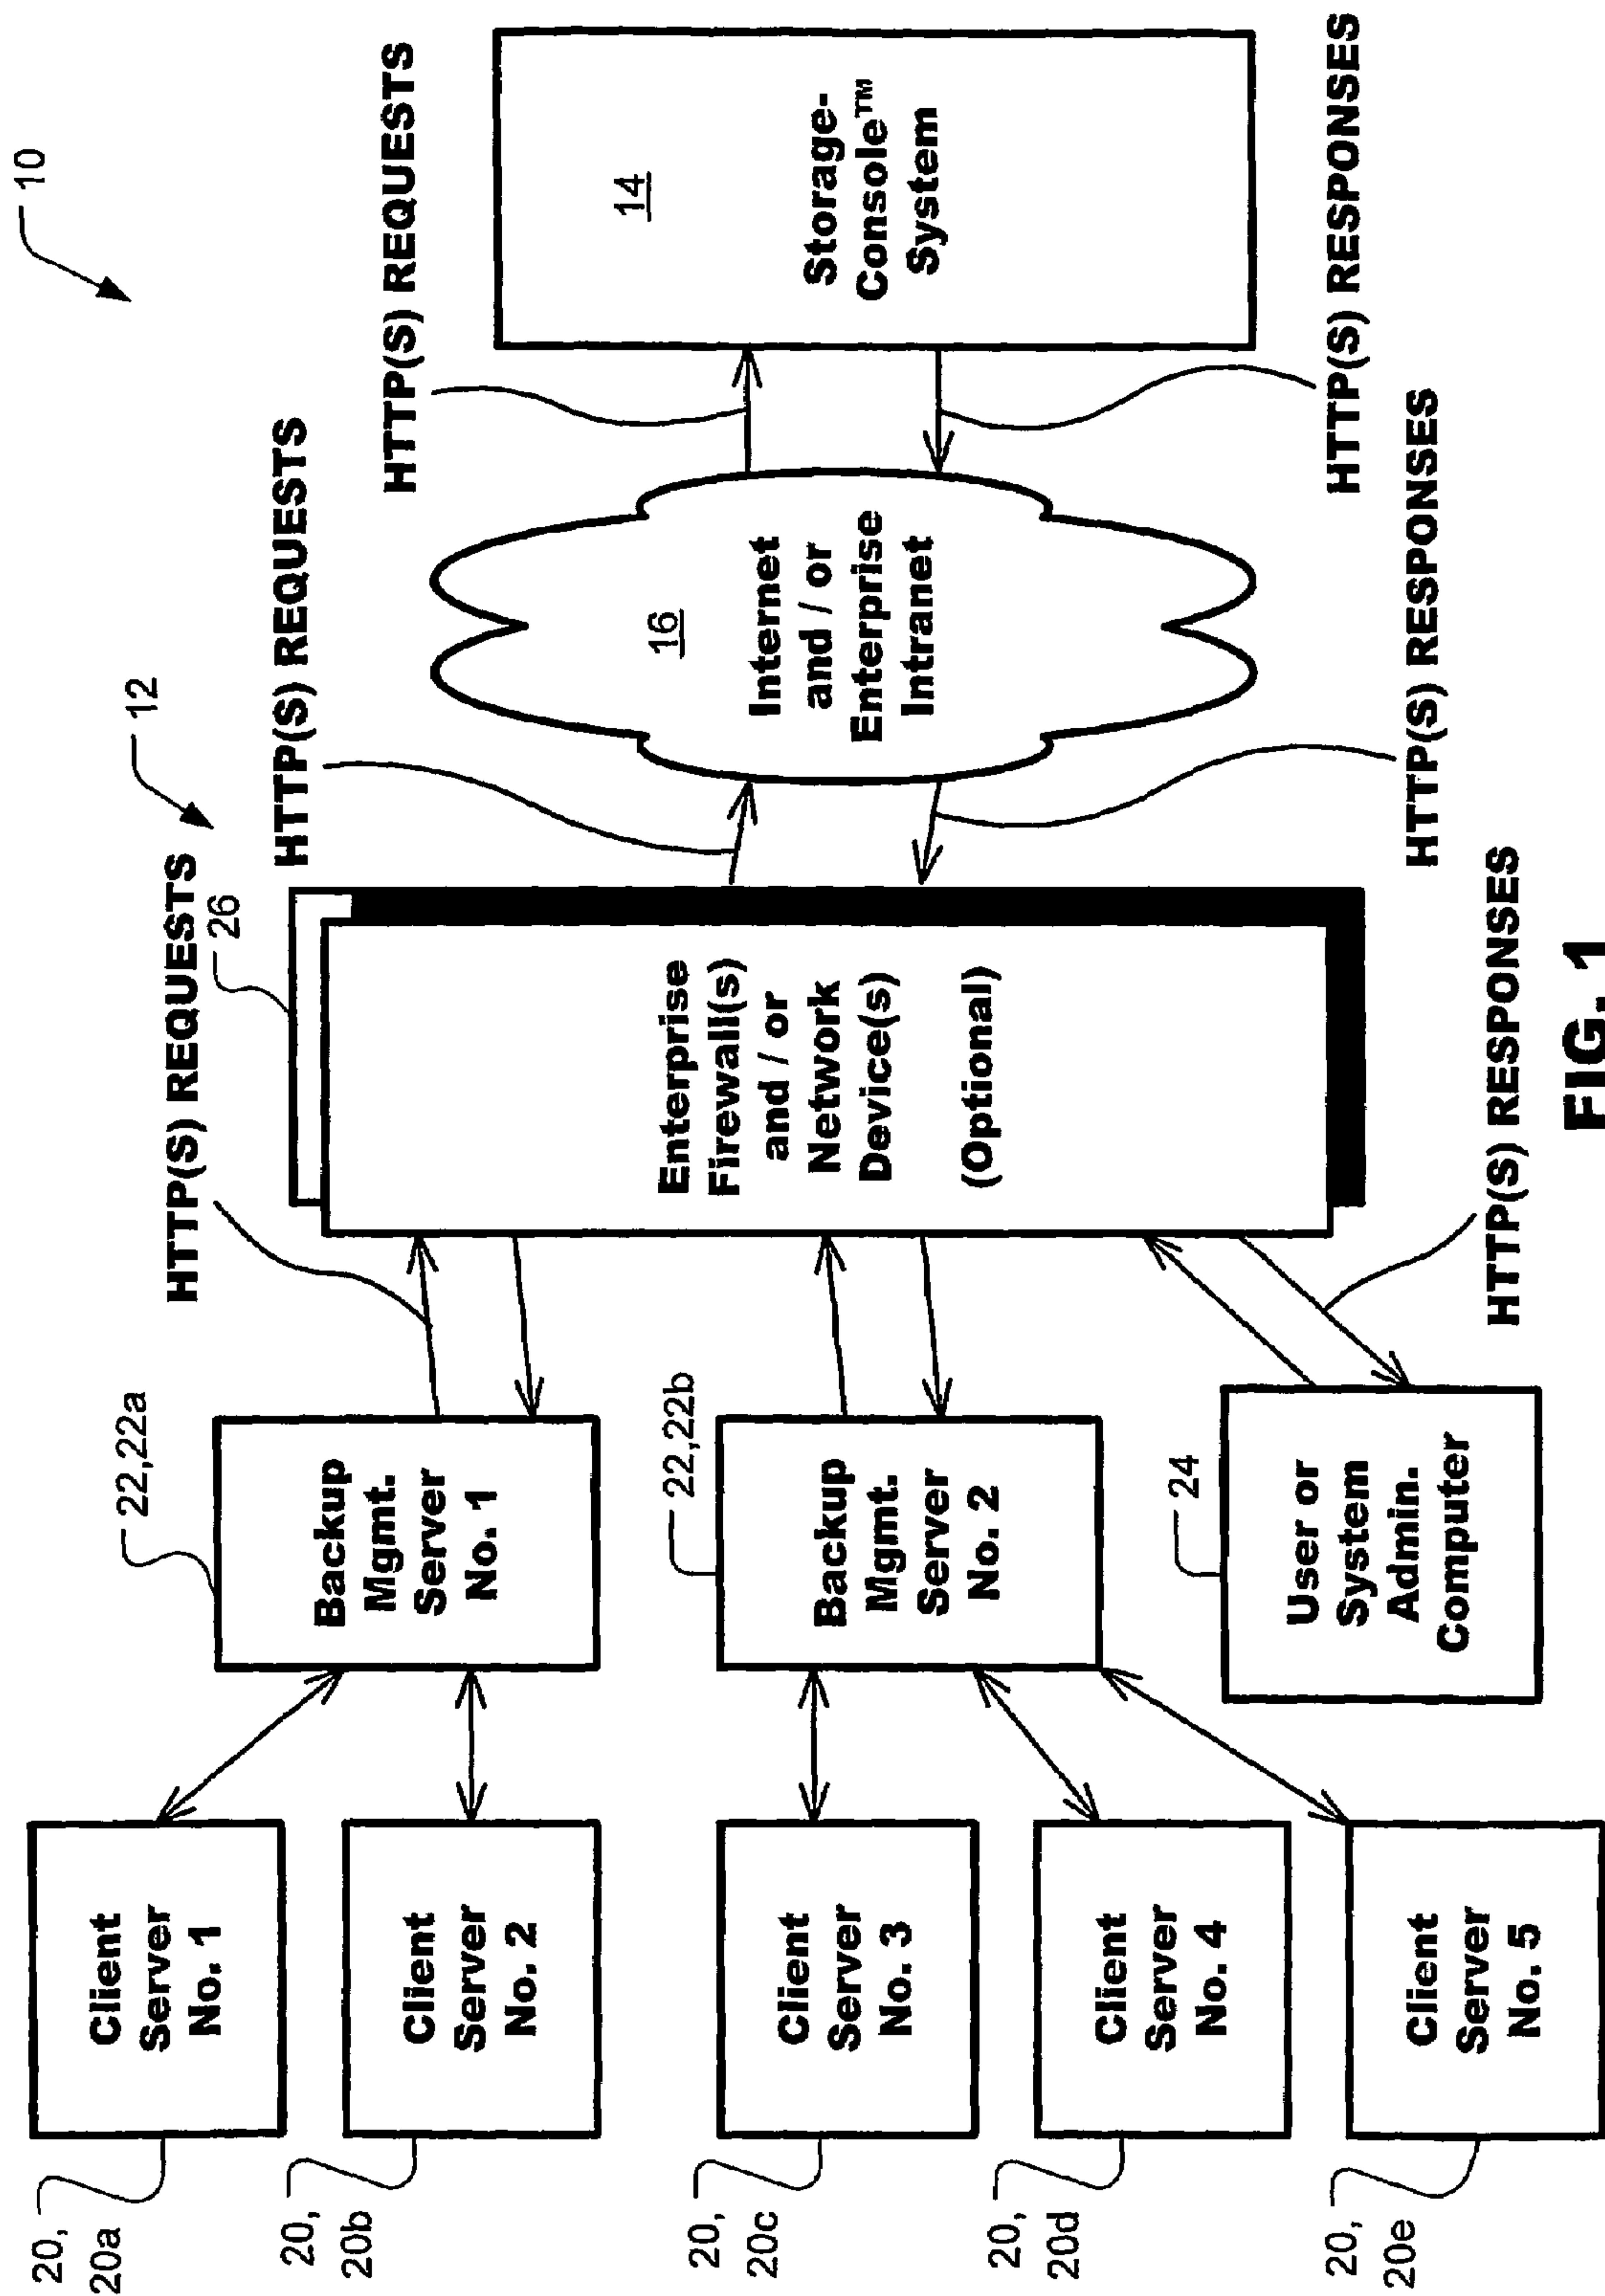 10
HTTP(S) REQUESTS
14
Storage-
Console™
System
HTTP(S) RESPONSES
HTTP(S) REQUESTS
16
Internet
and / or
Enterprise
Intranet
HTTP(S) RESPONSES
12
HTTP(S) REQUESTS
26
Enterprise
Firewall(s)
and / or
Network
Device(s)
(Optional)
HTTP(S) RESPONSES
22,22a
Backup
Mgmt.
Server
No. 1
22,22b
Backup
Mgmt.
Server
No. 2
24
User or
System
Admin.
Computer
Client
Server
No. 1
20,
20a
Client
Server
No. 2
20,
20b
Client
Server
No. 3
20,
20c
Client
Server
No. 4
20,
20d
Client
Server
No. 5
20,
20e
FIG. 1